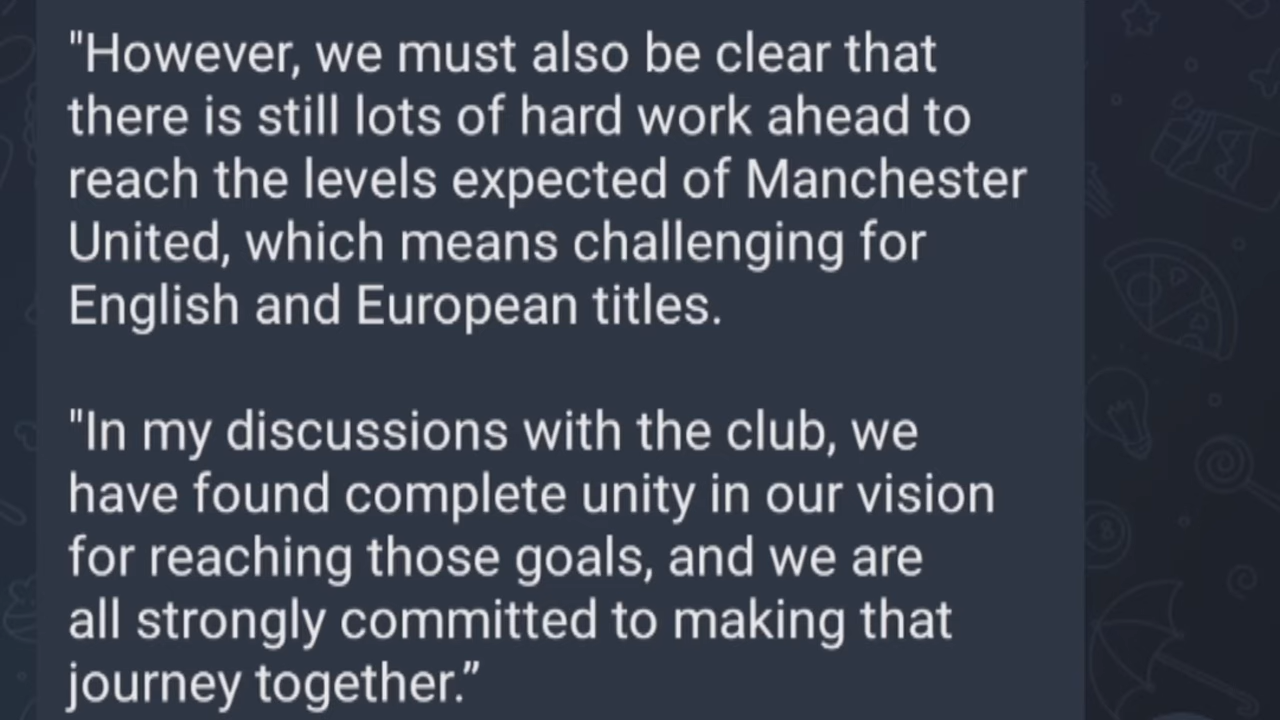 "However, we must also be clear that
there is still lots of hard work ahead to
reach the levels expected of Manchester
United, which means challenging for
English and European titles.
"In my discussions with the club, we
have found complete unity in our vision
for reaching those goals, and we are
all strongly committed to making that
journey together.”